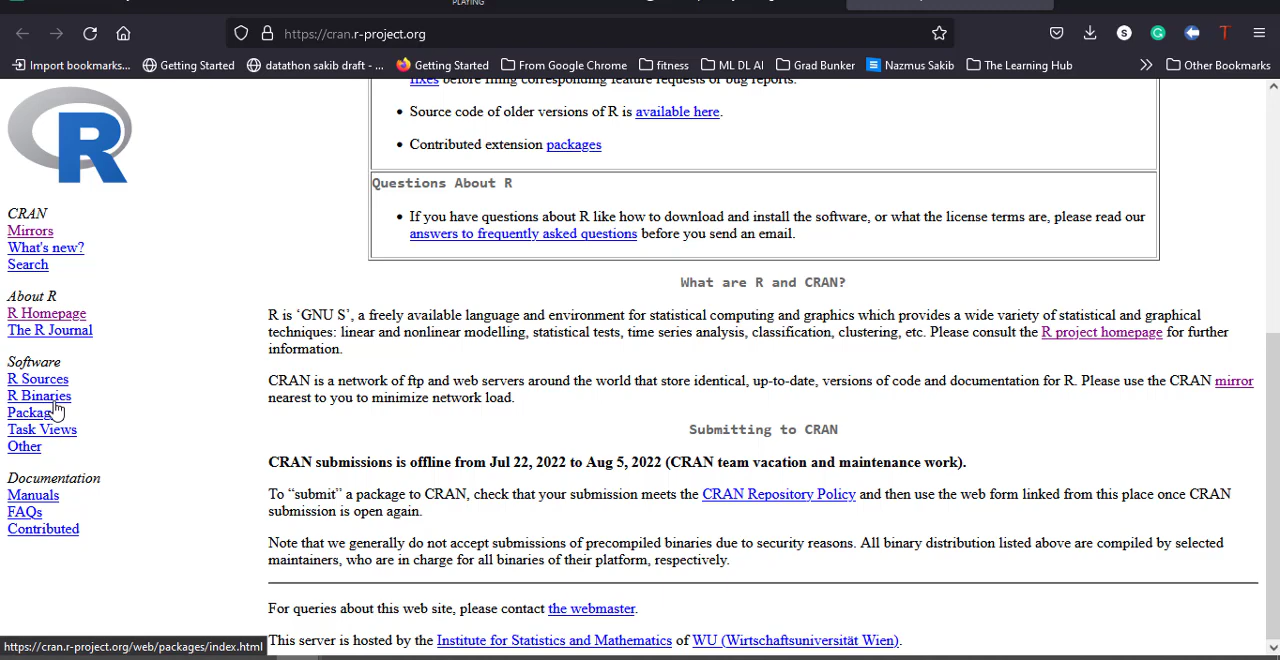 PLAYING
https://cran.r-project.org
S
T
Import bookmarks...
Getting Started
datathon sakib draft - ...
Getting Started
From Google Chrome
fitness
ML DL AI
Grad Bunker
Nazmus Sakib
The Learning Hub
Other Bookmarks
R
CRAN
Mirrors
What's new?
Search
About R
R Homepage
The R Journal
Software
R Sources
R Binaries
Packag
Task Views
Other
Documentation
Manuals
FAQs
Contributed
fixes before filing corresponding feature requests or bug reports.
• Source code of older versions of R is available here.
• Contributed extension packages
Questions About R
• If you have questions about R like how to download and install the software, or what the license terms are, please read our
answers to frequently asked questions before you send an email.
What are R and CRAN?
R is ‘GNU S’, a freely available language and environment for statistical computing and graphics which provides a wide variety of statistical and graphical
techniques: linear and nonlinear modelling, statistical tests, time series analysis, classification, clustering, etc. Please consult the R project homepage for further
information.
CRAN is a network of ftp and web servers around the world that store identical, up-to-date, versions of code and documentation for R. Please use the CRAN mirror
nearest to you to minimize network load.
Submitting to CRAN
CRAN submissions is offline from Jul 22, 2022 to Aug 5, 2022 (CRAN team vacation and maintenance work).
To “submit” a package to CRAN, check that your submission meets the CRAN Repository Policy and then use the web form linked from this place once CRAN
submission is open again.
Note that we generally do not accept submissions of precompiled binaries due to security reasons. All binary distribution listed above are compiled by selected
maintainers, who are in charge for all binaries of their platform, respectively.
For queries about this web site, please contact the webmaster.
This server is hosted by the Institute for Statistics and Mathematics of WU (Wirtschaftsuniversität Wien).
https://cran.r-project.org/web/packages/index.html